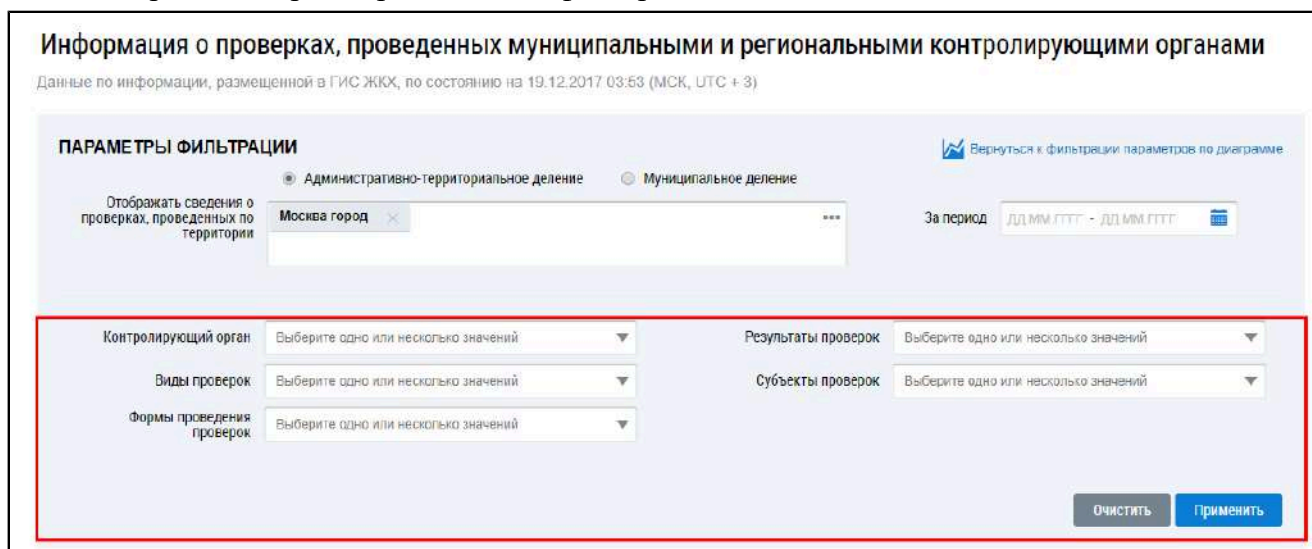 Информация о проверках, проведенных муниципальными и региональными контролирующими органами
Данные по информации, размещенной в ГИС ЖКХ, по состоянию на 19.12.2017 03:53 (МСК, UTC + 3)
ПАРАМЕТРЫ ФИЛЬТРАЦИИ
Вернуться к фильтрации параметров по диаграмме
Административно-территориальное деление
Муниципальное деление
Отображать сведения о
проверках, проведенных по
территории
Москва город
За период
ДД.ММ.ГГГГ - ДД.ММ.ГГГГ
Контролирующий орган
Выберите одно или несколько значений
Результаты проверок
Выберите одно или несколько значений
Виды проверок
Выберите одно или несколько значений
Субъекты проверок
Выберите одно или несколько значений
Формы проведения
проверок
Выберите одно или несколько значений
Очистить
Применить